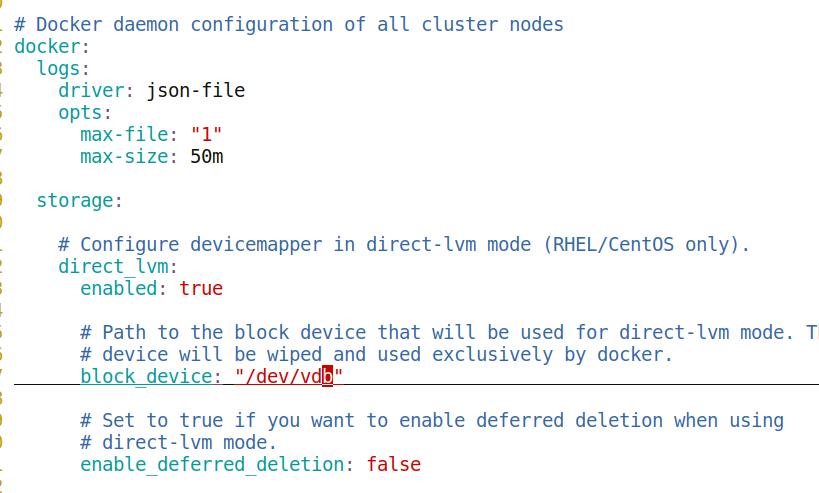 # Docker daemon configuration of all cluster nodes
docker:
  logs:
    driver: json-file
    opts:
      max-file: "1"
      max-size: 50m
  storage:
    # Configure devicemapper in direct-lvm mode (RHEL/CentOS only).
    direct_lvm:
      enabled: true
      # Path to the block device that will be used for direct-lvm mode.
      # device will be wiped and used exclusively by docker.
      block_device: "/dev/vdb"
      # Set to true if you want to enable deferred deletion when using
      # direct-lvm mode.
      enable_deferred_deletion: false